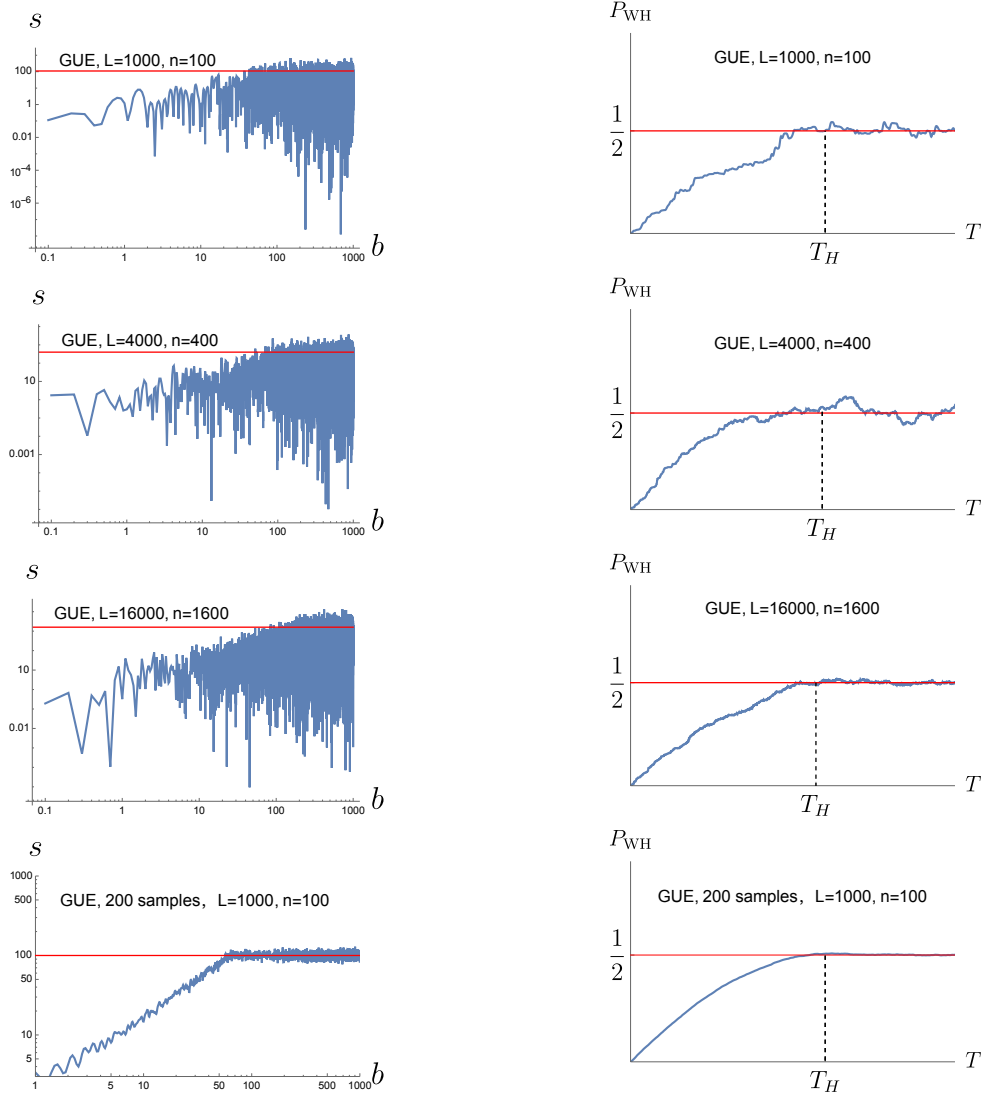 s
GUE, L=1000, n=100
100
1
0.01
10⁻⁴
10⁻⁶
0.1 1 10 100 1000
b
P_WH
GUE, L=1000, n=100
1/2
T_H
T
s
GUE, L=4000, n=400
10
0.001
0.1 1 10 100 1000
b
P_WH
GUE, L=4000, n=400
1/2
T_H
T
s
GUE, L=16000, n=1600
10
0.01
0.1 1 10 100 1000
b
P_WH
GUE, L=16000, n=1600
1/2
T_H
T
s
1000
500
GUE, 200 samples, L=1000, n=100
100
50
10
5
1 5 10 50 100 500 1000
b
P_WH
GUE, 200 samples, L=1000, n=100
1/2
T_H
T